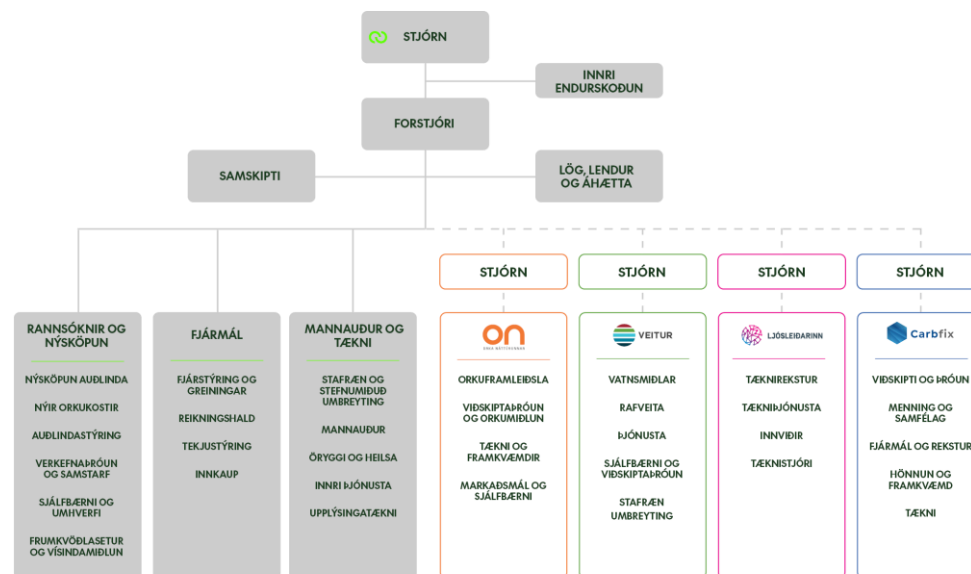 STJÓRN
INNRI
ENDURSKOÐUN
FORSTJÓRI
SAMSKIPTI
LÖG, LENDUR
OG ÁHÆTTA
STJÓRN
STJÓRN
STJÓRN
STJÓRN
RANNSÓKNIR OG
NÝSKÖPUN
NÝSKÖPUN AUÐLINDA
NÝIR ORKUKOSTIR
AUÐLINDASTÝRING
VERKEFNAÞRÓUN
OG SAMSTARF
SJÁLFBÆRNI OG
UMHVERFI
FRUMKVÖÐLASETUR
OG VÍSINDAMIÐLUN
FJÁRMÁL
FJÁRSTÝRING OG
GREININGAR
REIKNINGSHALD
TEKJUSTÝRING
INNKAUP
MANNAUÐUR OG
TÆKNI
STAFRÆN OG
STEFNUMIÐUÐ
UMBREYTING
MANNAUÐUR
ÖRYGGI OG HEILSA
INNRI ÞJÓNUSTA
UPPLÝSINGATÆKNI
on
ORKUFRAMLEIÐSLA
VIÐSKIPTAÞRÓUN
OG ORKUMIÐLUN
TÆKNI OG
FRAMKVÆMDIR
MARKAÐSMÁL OG
SJÁLFBÆRNI
VEITUR
VATNSMIÐLAR
RAFVEITA
ÞJÓNUSTA
SJÁLFBÆRNI OG
VIÐSKIPTAÞRÓUN
STAFRÆN
UMBREYTING
LJÓSLEIÐARINN
TÆKNIREKSTUR
TÆKNIÞJÓNUSTA
INNVIÐIR
TÆKNISTJÓRI
Carbfix
VIÐSKIPTI OG ÞRÓUN
MENNING OG
SAMFÉLAG
FJÁRMÁL OG REKSTUR
HÖNNUN OG
FRAMKVÆMD
TÆKNI